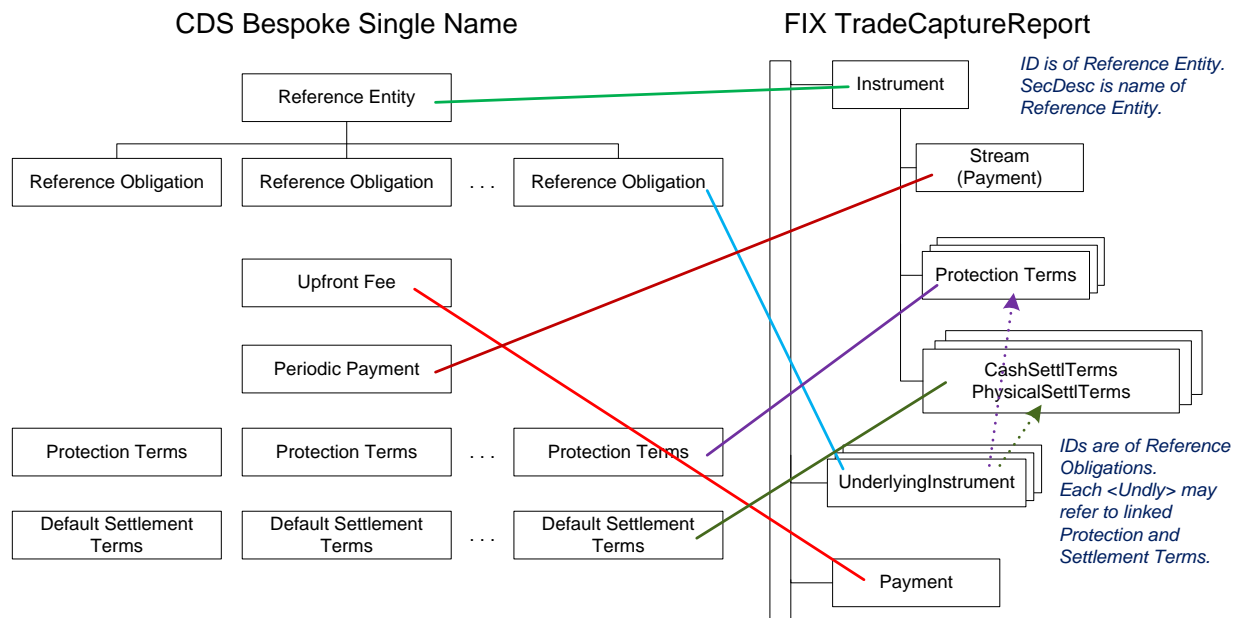 CDS Bespoke Single Name
FIX TradeCaptureReport
Reference Entity
Instrument
ID is of Reference Entity.
SecDesc is name of
Reference Entity.
Reference Obligation
Reference Obligation
. . .
Reference Obligation
Stream
(Payment)
Upfront Fee
Protection Terms
Periodic Payment
CashSettlTerms
PhysicalSettlTerms
Protection Terms
Protection Terms
. . .
Protection Terms
UnderlyingInstrument
IDs are of Reference
Obligations.
Each <Undly> may
refer to linked
Protection and
Settlement Terms.
Default Settlement
Terms
Default Settlement
Terms
. . .
Default Settlement
Terms
Payment